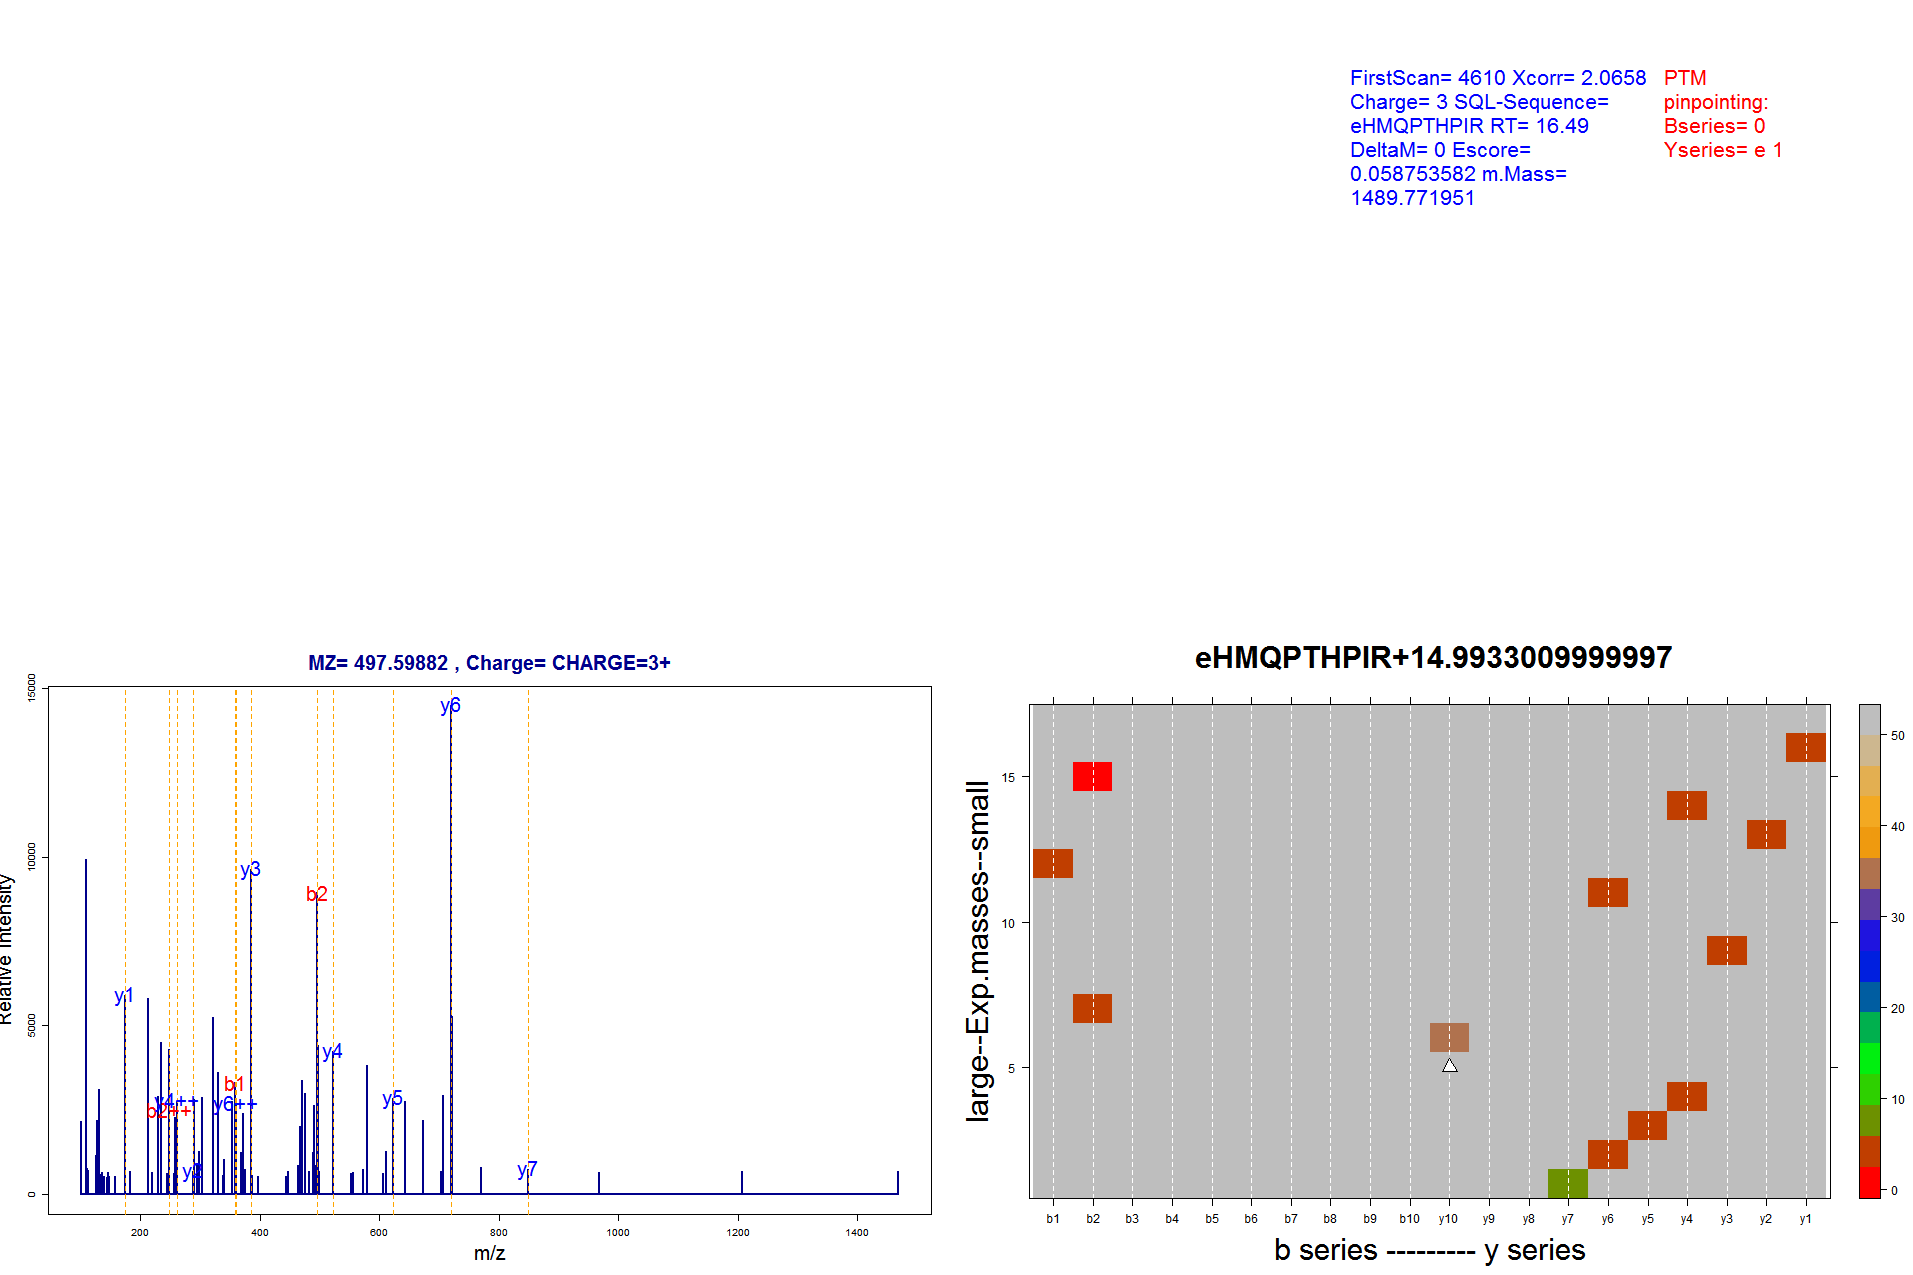 FirstScan= 4610 Xcorr= 2.0658
Charge= 3 SQL-Sequence=
eHMQPTHPIR RT= 16.49
DeltaM= 0 Escore=
0.058753582 m.Mass=
1489.771951
PTM
pinpointing:
Bseries= 0
Yseries= e 1
MZ= 497.59882 , Charge= CHARGE=3+
Relative Intensity
15000
10000
5000
0
y6
y3
b2
y1
y4
b1
y4++
y6++
b2++
y5
y7
200 400 600 800 1000 1200 1400
m/z
eHMQPTHPIR+14.9933009999997
large--Exp.masses--small
15
10
5
b1 b2 b3 b4 b5 b6 b7 b8 b9 b10 y10 y9 y8 y7 y6 y5 y4 y3 y2 y1
b series --------- y series
50
40
30
20
10
0